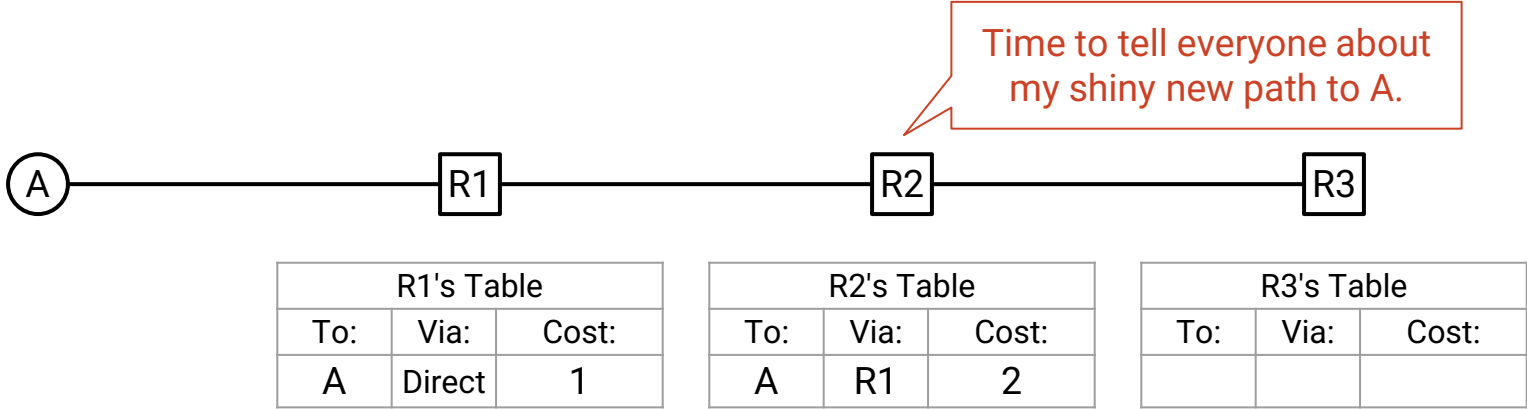 Time to tell everyone about
my shiny new path to A.
A R1 R2 R3
R1's Table
To: Via: Cost:
A Direct 1
R2's Table
To: Via: Cost:
A R1 2
R3's Table
To: Via: Cost: